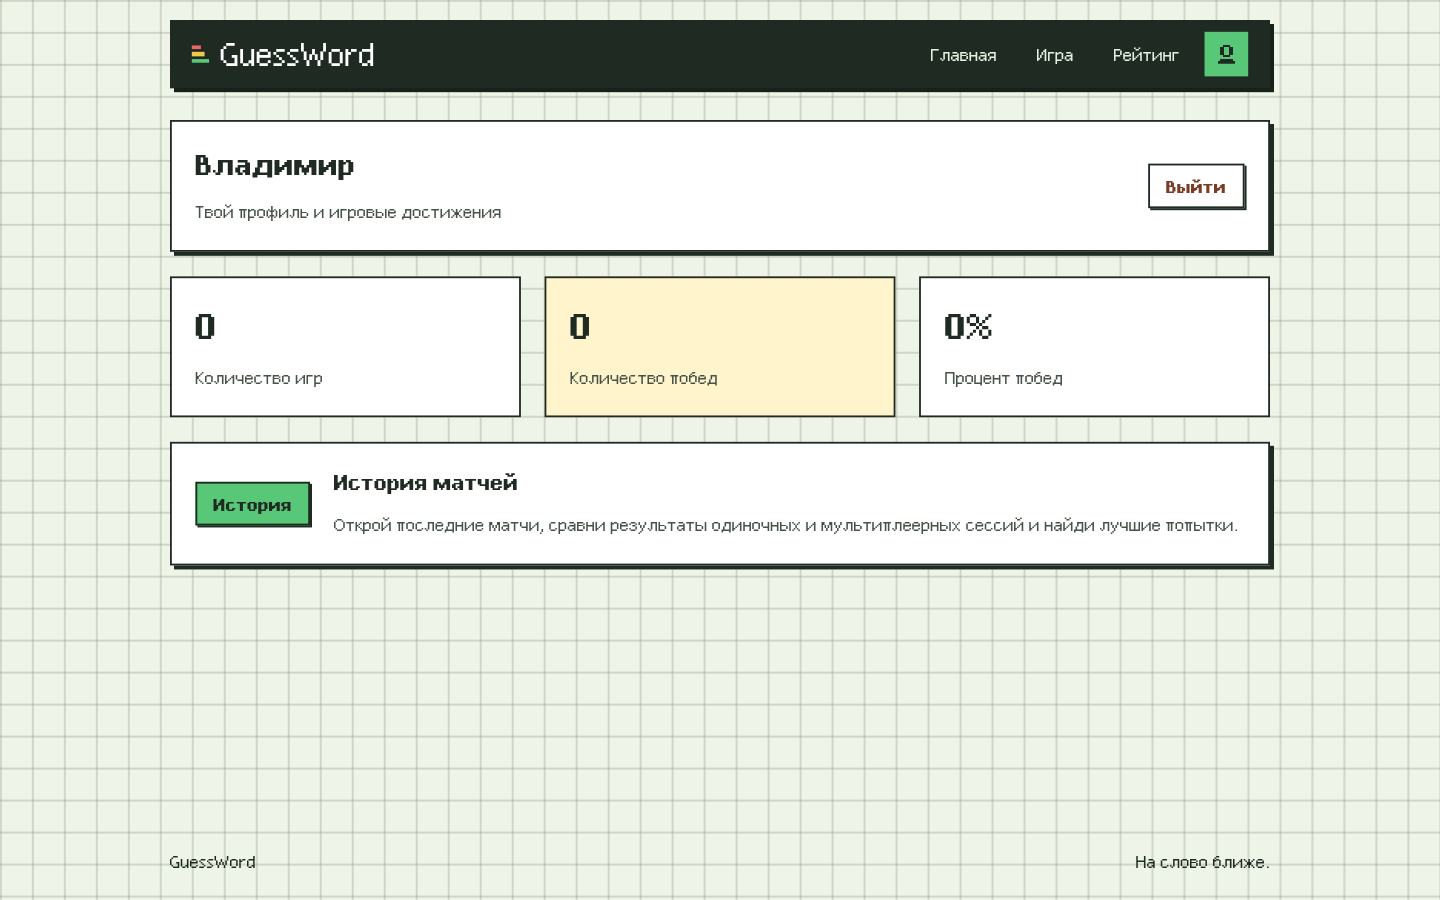 GuessWord
Главная Игра Рейтинг
Владимир
Твой профиль и игровые достижения
Выйти
0
Количество игр
0
Количество побед
0%
Процент побед
История
История матчей
Открой последние матчи, сравни результаты одиночных и мультиплеерных сессий и найди лучшие попытки.
GuessWord
На слово ближе.